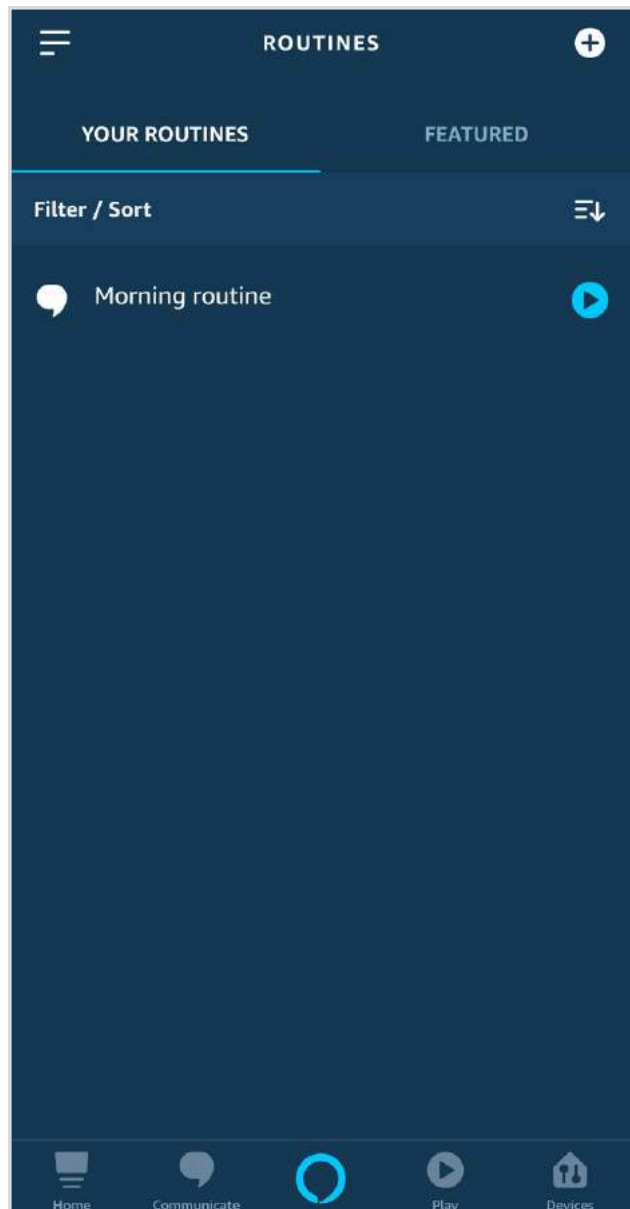 ROUTINES
YOUR ROUTINES FEATURED
Filter / Sort
Morning routine
Home Communicate Play Devices